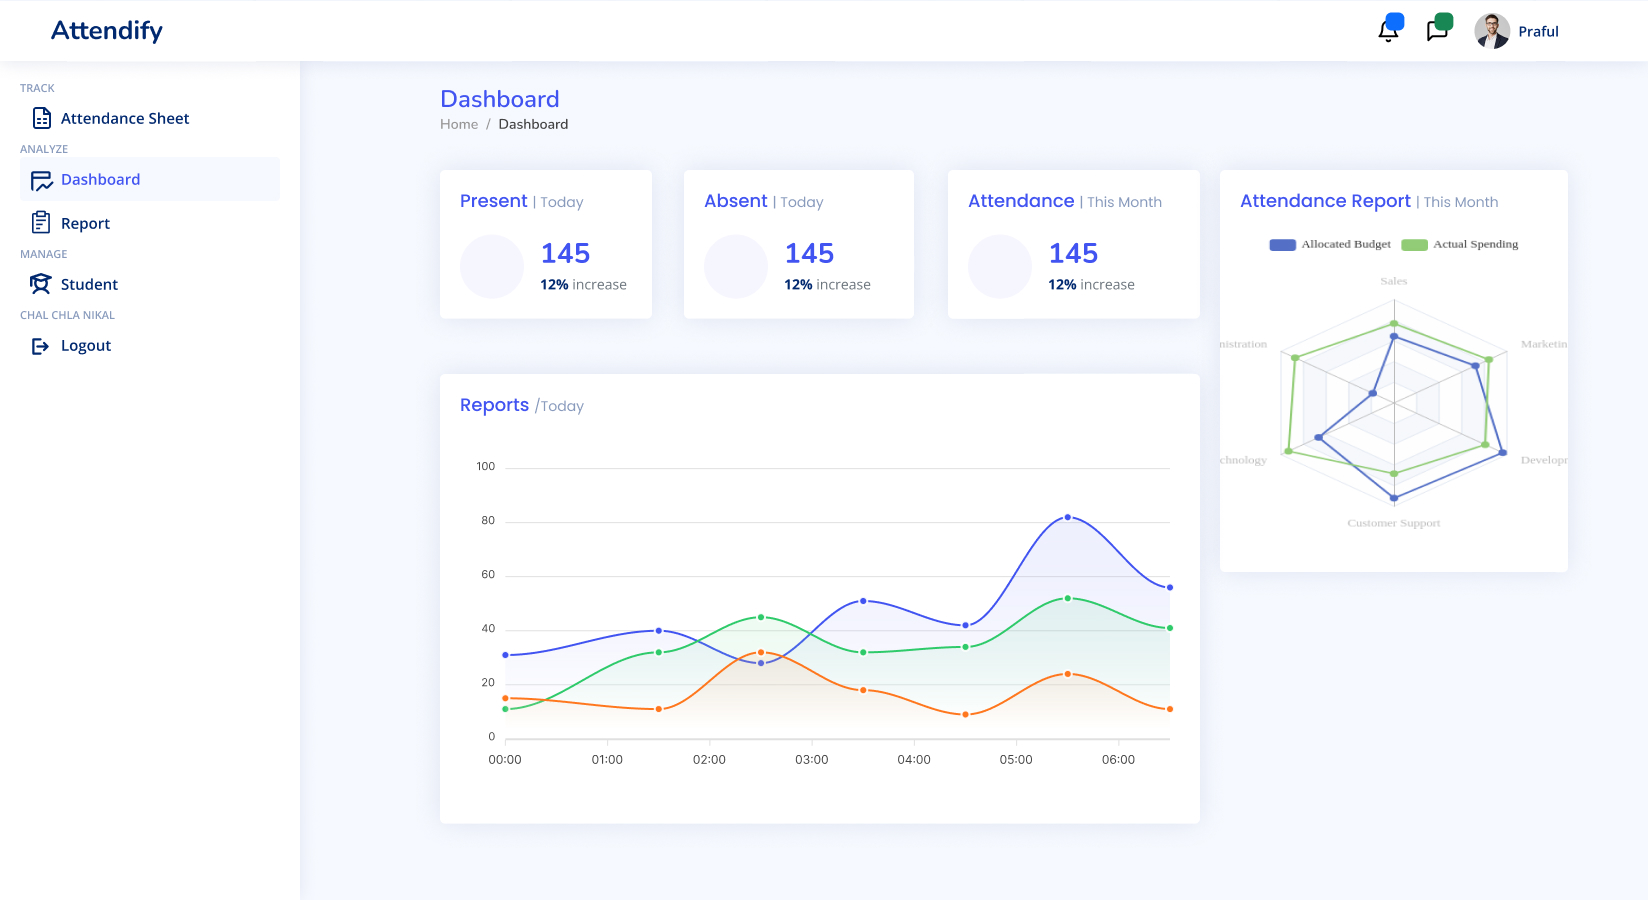 Attendify
Praful
TRACK
Attendance Sheet
ANALYZE
Dashboard
Report
MANAGE
Student
CHAL CHLA NIKAL
Logout
Dashboard
Home / Dashboard
Present | Today
145
12% increase
Absent | Today
145
12% increase
Attendance | This Month
145
12% increase
Attendance Report | This Month
Allocated Budget Actual Spending
Sales
nistration
Marketin
chnology
Develop
Customer Support
Reports /Today
100
80
60
40
20
0
00:00 01:00 02:00 03:00 04:00 05:00 06:00